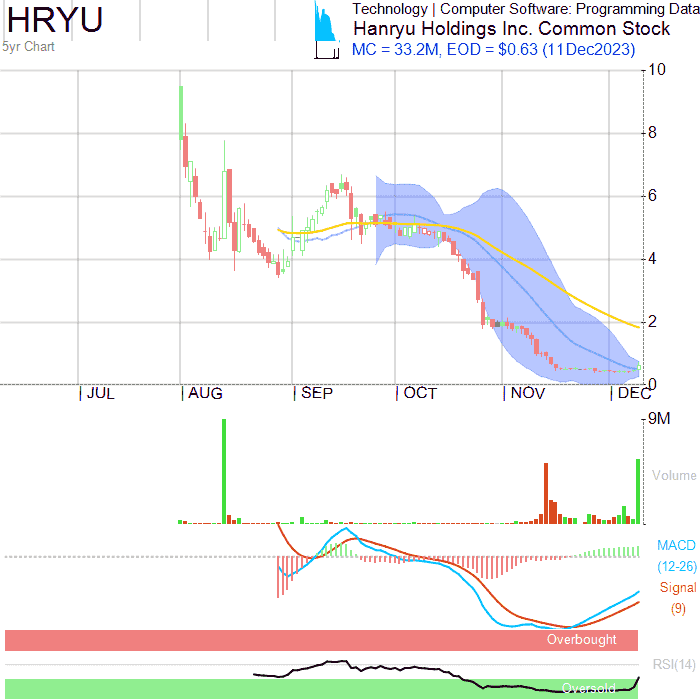 HRYU
Technology | Computer Software: Programming Data
Hanryu Holdings Inc. Common Stock
5yr Chart
MC = 33.2M, EOD = $0.63 (11Dec2023)
10
8
6
4
2
0
JUL AUG SEP OCT NOV DEC
9M
Volume
MACD
(12-26)
Signal
(9)
Overbought
RSI(14)
Oversold